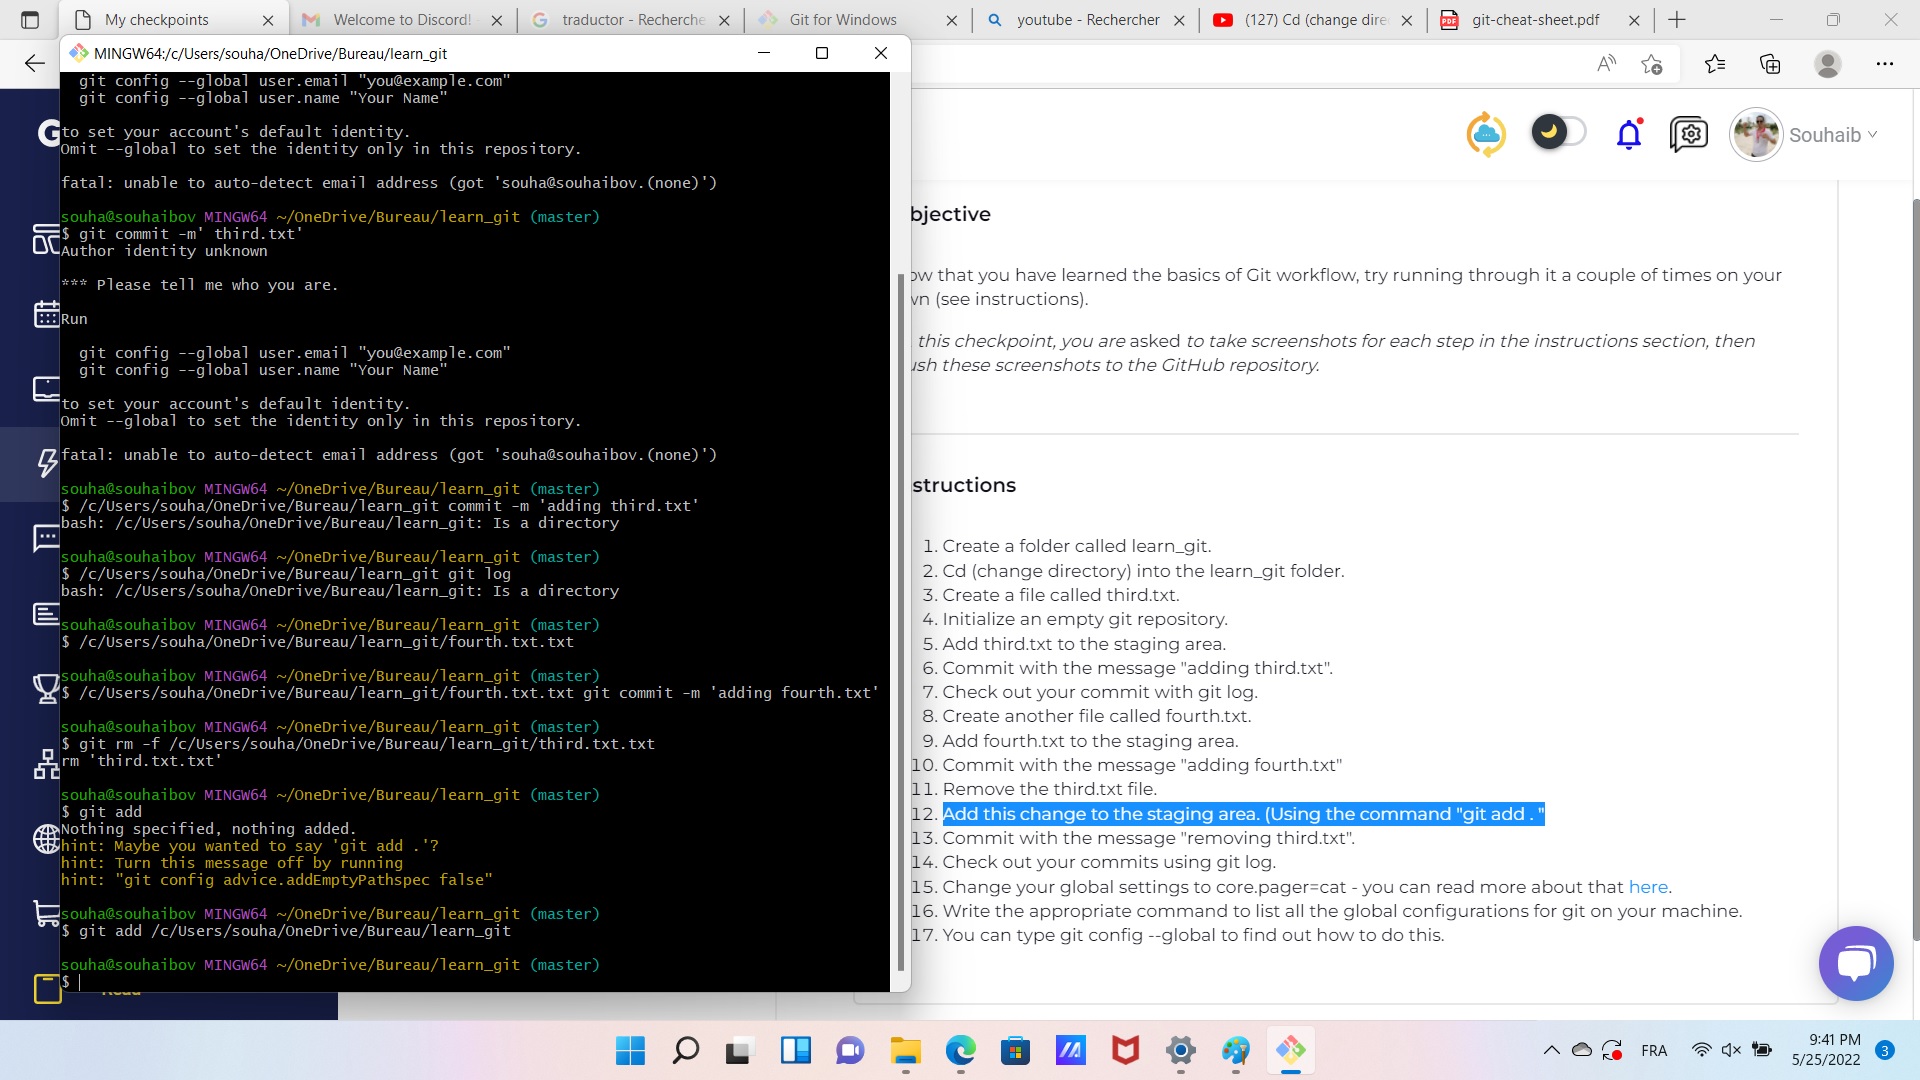 My checkpoints
Welcome to Discord!
traductor - Recherche
Git for Windows
youtube - Rechercher
(127) Cd (change dire
git-cheat-sheet.pdf
MINGW64:/c/Users/souha/OneDrive/Bureau/learn_git
git config --global user.email "you@example.com"
git config --global user.name "Your Name"
to set your account's default identity.
Omit --global to set the identity only in this repository.
fatal: unable to auto-detect email address (got 'souha@souhaibov.(none)')
souha@souhaibov MINGW64 ~/OneDrive/Bureau/learn_git (master)
$ git commit -m' third.txt'
Author identity unknown
*** Please tell me who you are.
Run
git config --global user.email "you@example.com"
git config --global user.name "Your Name"
to set your account's default identity.
Omit --global to set the identity only in this repository.
fatal: unable to auto-detect email address (got 'souha@souhaibov.(none)')
souha@souhaibov MINGW64 ~/OneDrive/Bureau/learn_git (master)
$ /c/Users/souha/OneDrive/Bureau/learn_git commit -m 'adding third.txt'
bash: /c/Users/souha/OneDrive/Bureau/learn_git: Is a directory
souha@souhaibov MINGW64 ~/OneDrive/Bureau/learn_git (master)
$ /c/Users/souha/OneDrive/Bureau/learn_git git log
bash: /c/Users/souha/OneDrive/Bureau/learn_git: Is a directory
souha@souhaibov MINGW64 ~/OneDrive/Bureau/learn_git (master)
$ /c/Users/souha/OneDrive/Bureau/learn_git/fourth.txt.txt
souha@souhaibov MINGW64 ~/OneDrive/Bureau/learn_git (master)
$ /c/Users/souha/OneDrive/Bureau/learn_git/fourth.txt.txt git commit -m 'adding fourth.txt'
souha@souhaibov MINGW64 ~/OneDrive/Bureau/learn_git (master)
$ git rm -f /c/Users/souha/OneDrive/Bureau/learn_git/third.txt.txt
rm 'third.txt.txt'
souha@souhaibov MINGW64 ~/OneDrive/Bureau/learn_git (master)
$ git add
Nothing specified, nothing added.
hint: Maybe you wanted to say 'git add .'?
hint: Turn this message off by running
hint: "git config advice.addEmptyPathspec false"
souha@souhaibov MINGW64 ~/OneDrive/Bureau/learn_git (master)
$ git add /c/Users/souha/OneDrive/Bureau/learn_git
souha@souhaibov MINGW64 ~/OneDrive/Bureau/learn_git (master)
$
Souhaib
bjective
ow that you have learned the basics of Git workflow, try running through it a couple of times on your
wn (see instructions).
this checkpoint, you are asked to take screenshots for each step in the instructions section, then
ush these screenshots to the GitHub repository.
structions
1. Create a folder called learn_git.
2. Cd (change directory) into the learn_git folder.
3. Create a file called third.txt.
4. Initialize an empty git repository.
5. Add third.txt to the staging area.
6. Commit with the message "adding third.txt".
7. Check out your commit with git log.
8. Create another file called fourth.txt.
9. Add fourth.txt to the staging area.
10. Commit with the message "adding fourth.txt"
11. Remove the third.txt file.
12. Add this change to the staging area. (Using the command "git add . "
13. Commit with the message "removing third.txt".
14. Check out your commits using git log.
15. Change your global settings to core.pager=cat - you can read more about that here.
16. Write the appropriate command to list all the global configurations for git on your machine.
17. You can type git config --global to find out how to do this.
FRA
9:41 PM
5/25/2022
3